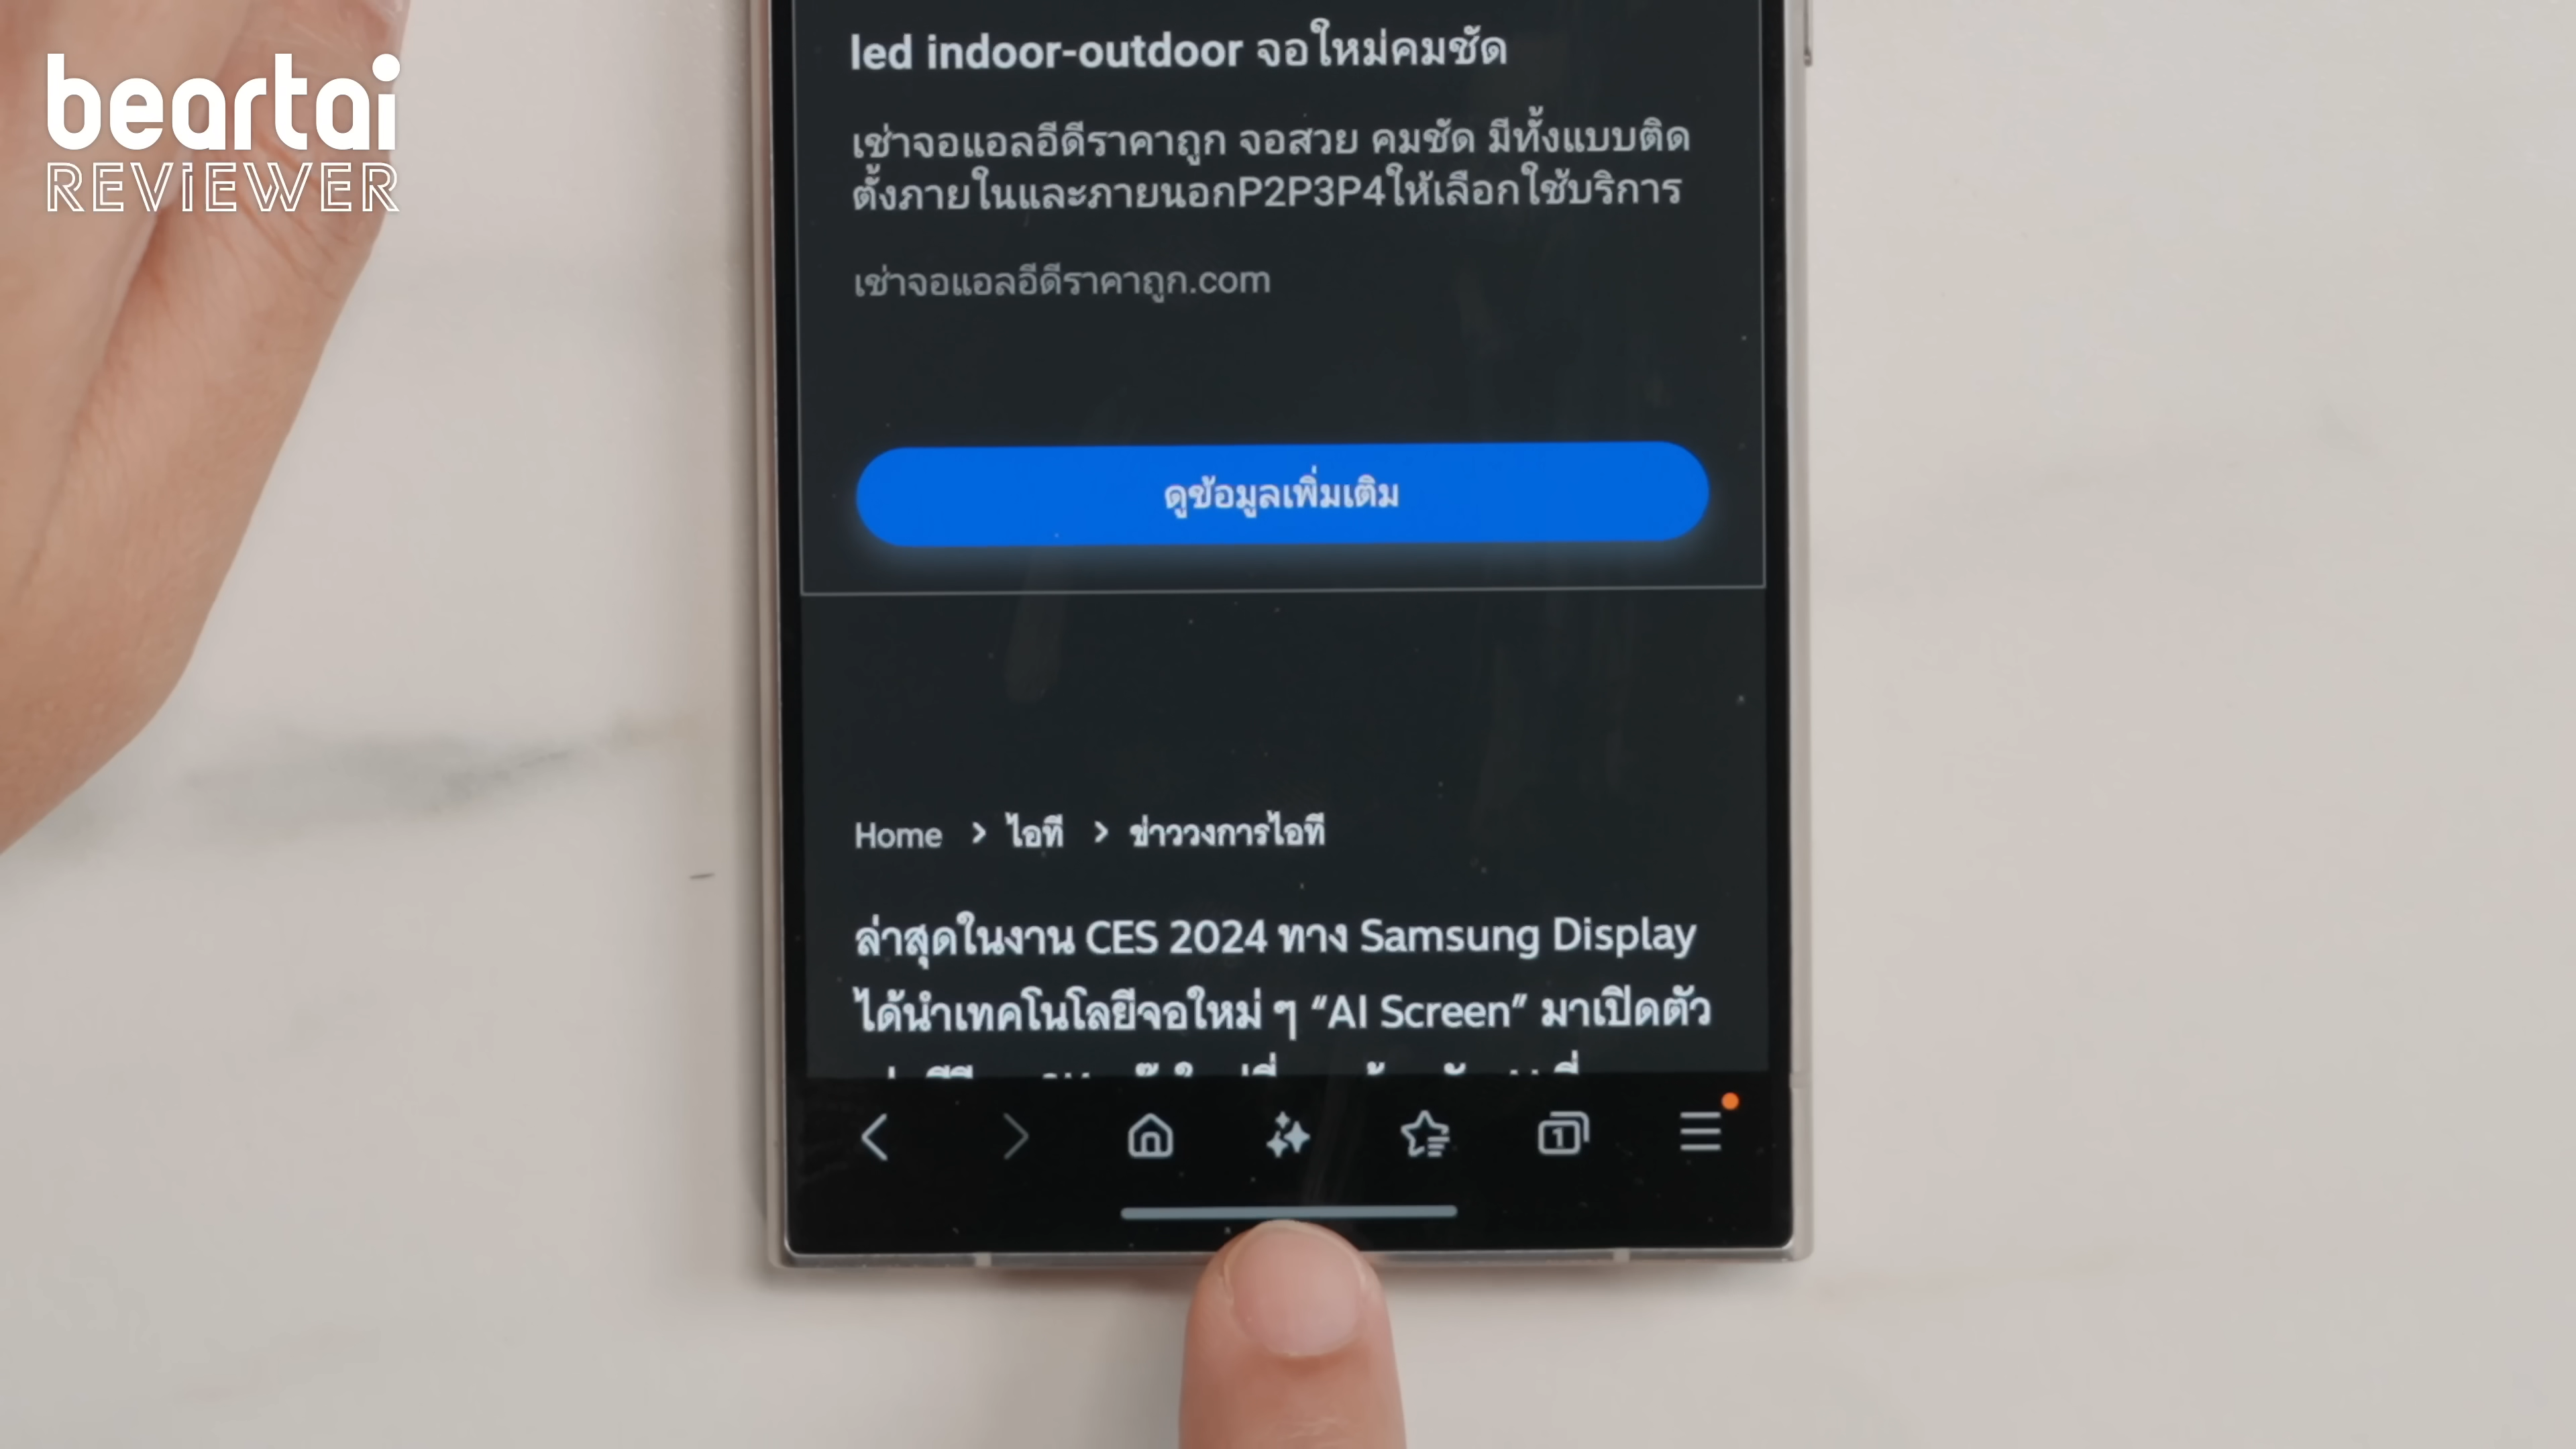 beartai
REViEWER
led indoor-outdoor จอใหม่คมชัด
เช่าจอแอลอีดีราคาถูก จอสวย คมชัด มีทั้งแบบติด
ตั้งภายในและภายนอกP2P3P4ให้เลือกใช้บริการ
เช่าจอแอลอีดีราคาถูก.com
ดูข้อมูลเพิ่มเติม
Home > ไอที > ข่าววงการไอที
ล่าสุดในงาน CES 2024 ทาง Samsung Display
ได้นำเทคโนโลยีจอใหม่ ๆ “AI Screen” มาเปิดตัว
1